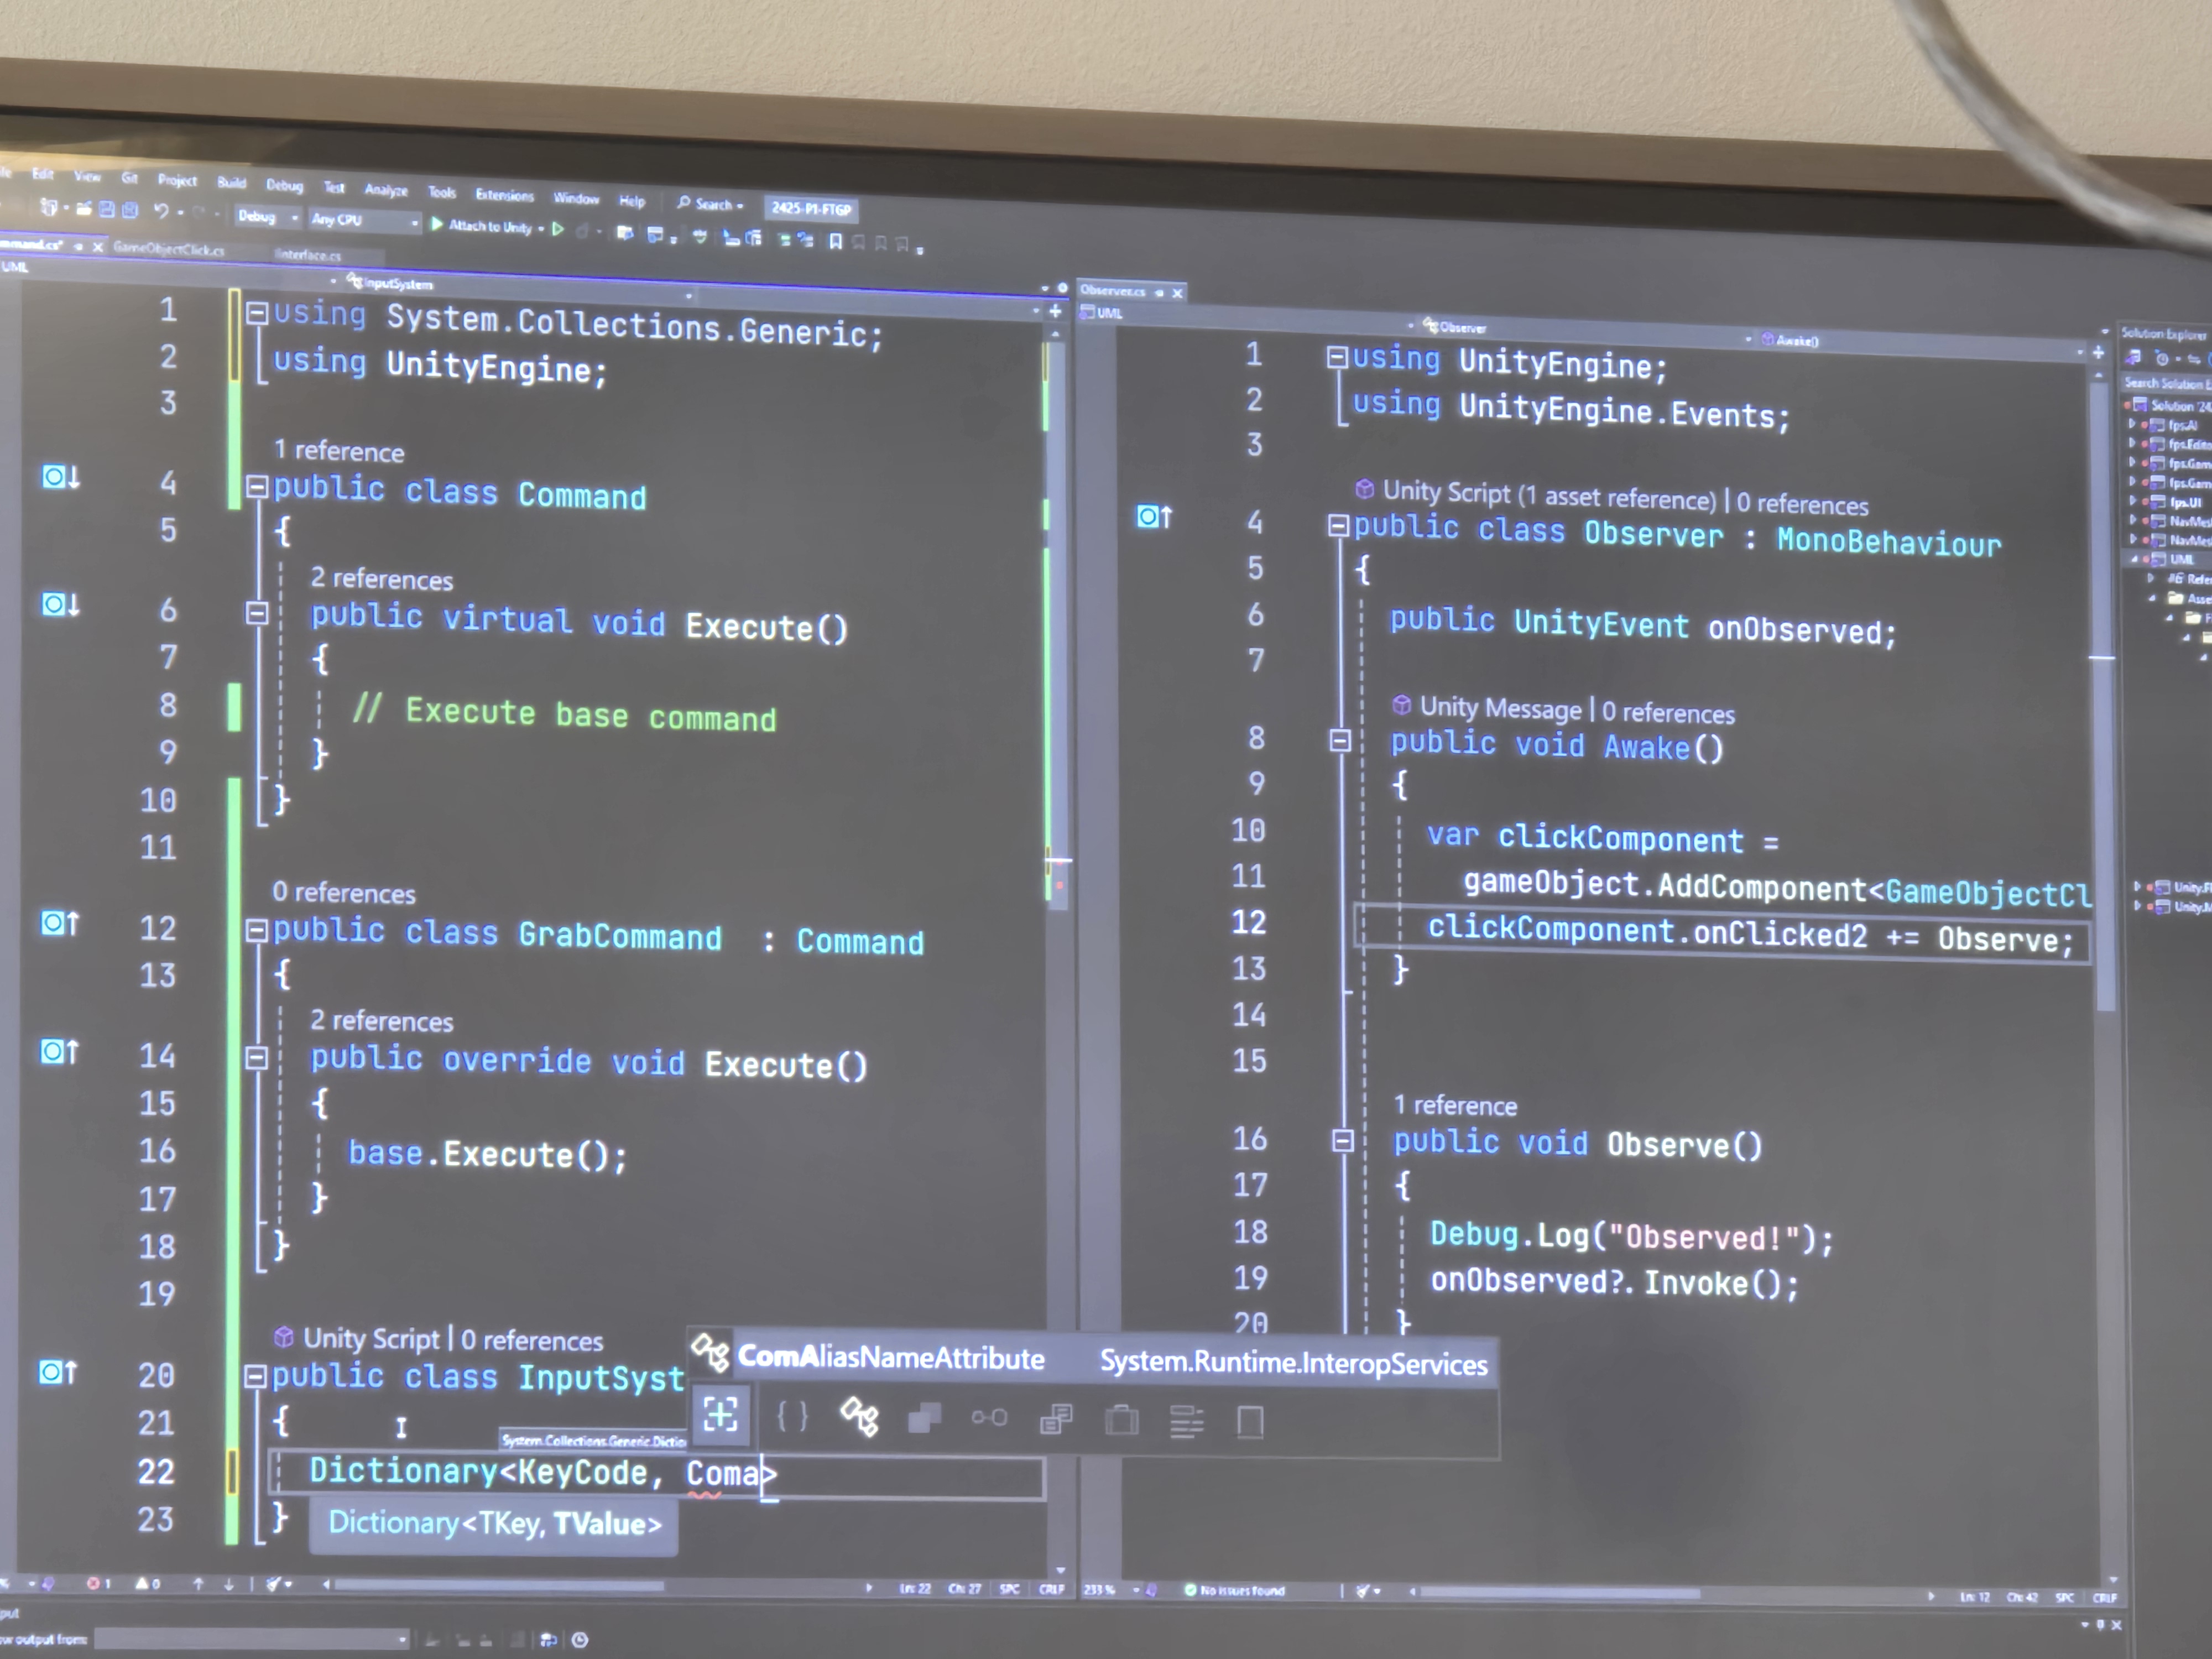 Edit View Git Project Build Debug Test Analyze Tools Extensions Window Help Search 2425-P1-FTGP
Debug Any CPU Attach to Unity
GameObjectClick.cs IInterface.cs
UML InputSystem
1 using System.Collections.Generic;
2 using UnityEngine;
3
1 reference
4 public class Command
5 {
2 references
6 public virtual void Execute()
7 {
8 // Execute base command
9 }
10 }
11
0 references
12 public class GrabCommand : Command
13 {
2 references
14 public override void Execute()
15 {
16 base.Execute();
17 }
18 }
19
Unity Script | 0 references
20 public class InputSyst
21 {
System.Collections.Generic.Dictio
22 Dictionary<KeyCode, Coma>
23 }
Dictionary<TKey, TValue>
ComAliasNameAttribute System.Runtime.InteropServices
1 0 Ln: 22 Ch: 27 SPC CRLF
Observer.cs
UML Observer Awake()
1 using UnityEngine;
2 using UnityEngine.Events;
3
Unity Script (1 asset reference) | 0 references
4 public class Observer : MonoBehaviour
5 {
6 public UnityEvent onObserved;
7
Unity Message | 0 references
8 public void Awake()
9 {
10 var clickComponent =
11 gameObject.AddComponent<GameObjectCl
12 clickComponent.onClicked2 += Observe;
13 }
14
15
1 reference
16 public void Observe()
17 {
18 Debug.Log("Observed!");
19 onObserved?.Invoke();
20 }
233 % No issues found Ln: 12 Ch: 42 SPC CRLF
Solution Explorer
Search Solution E
Solution '24
fps.AI
fps.Edito
fps.Gam
fps.Gam
fps.UI
NavMes
NavMes
UML
Refer
Asse
Unity.Fl
Unity.M
ow output from: